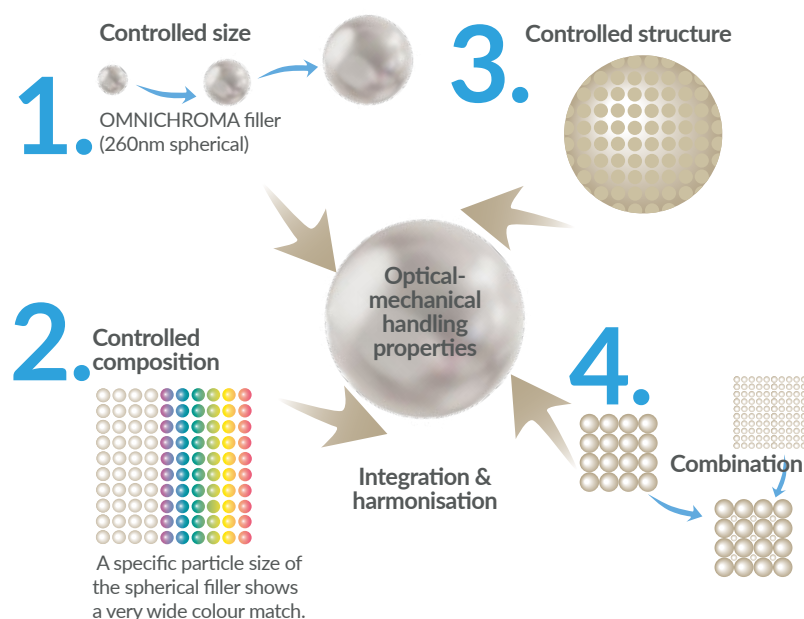 1.
Controlled size
OMNICHROMA filler
(260nm spherical)
3.
Controlled structure
Optical-
mechanical
handling
properties
2.
Controlled
composition
A specific particle size of
the spherical filler shows
a very wide colour match.
4.
Combination
Integration &
harmonisation